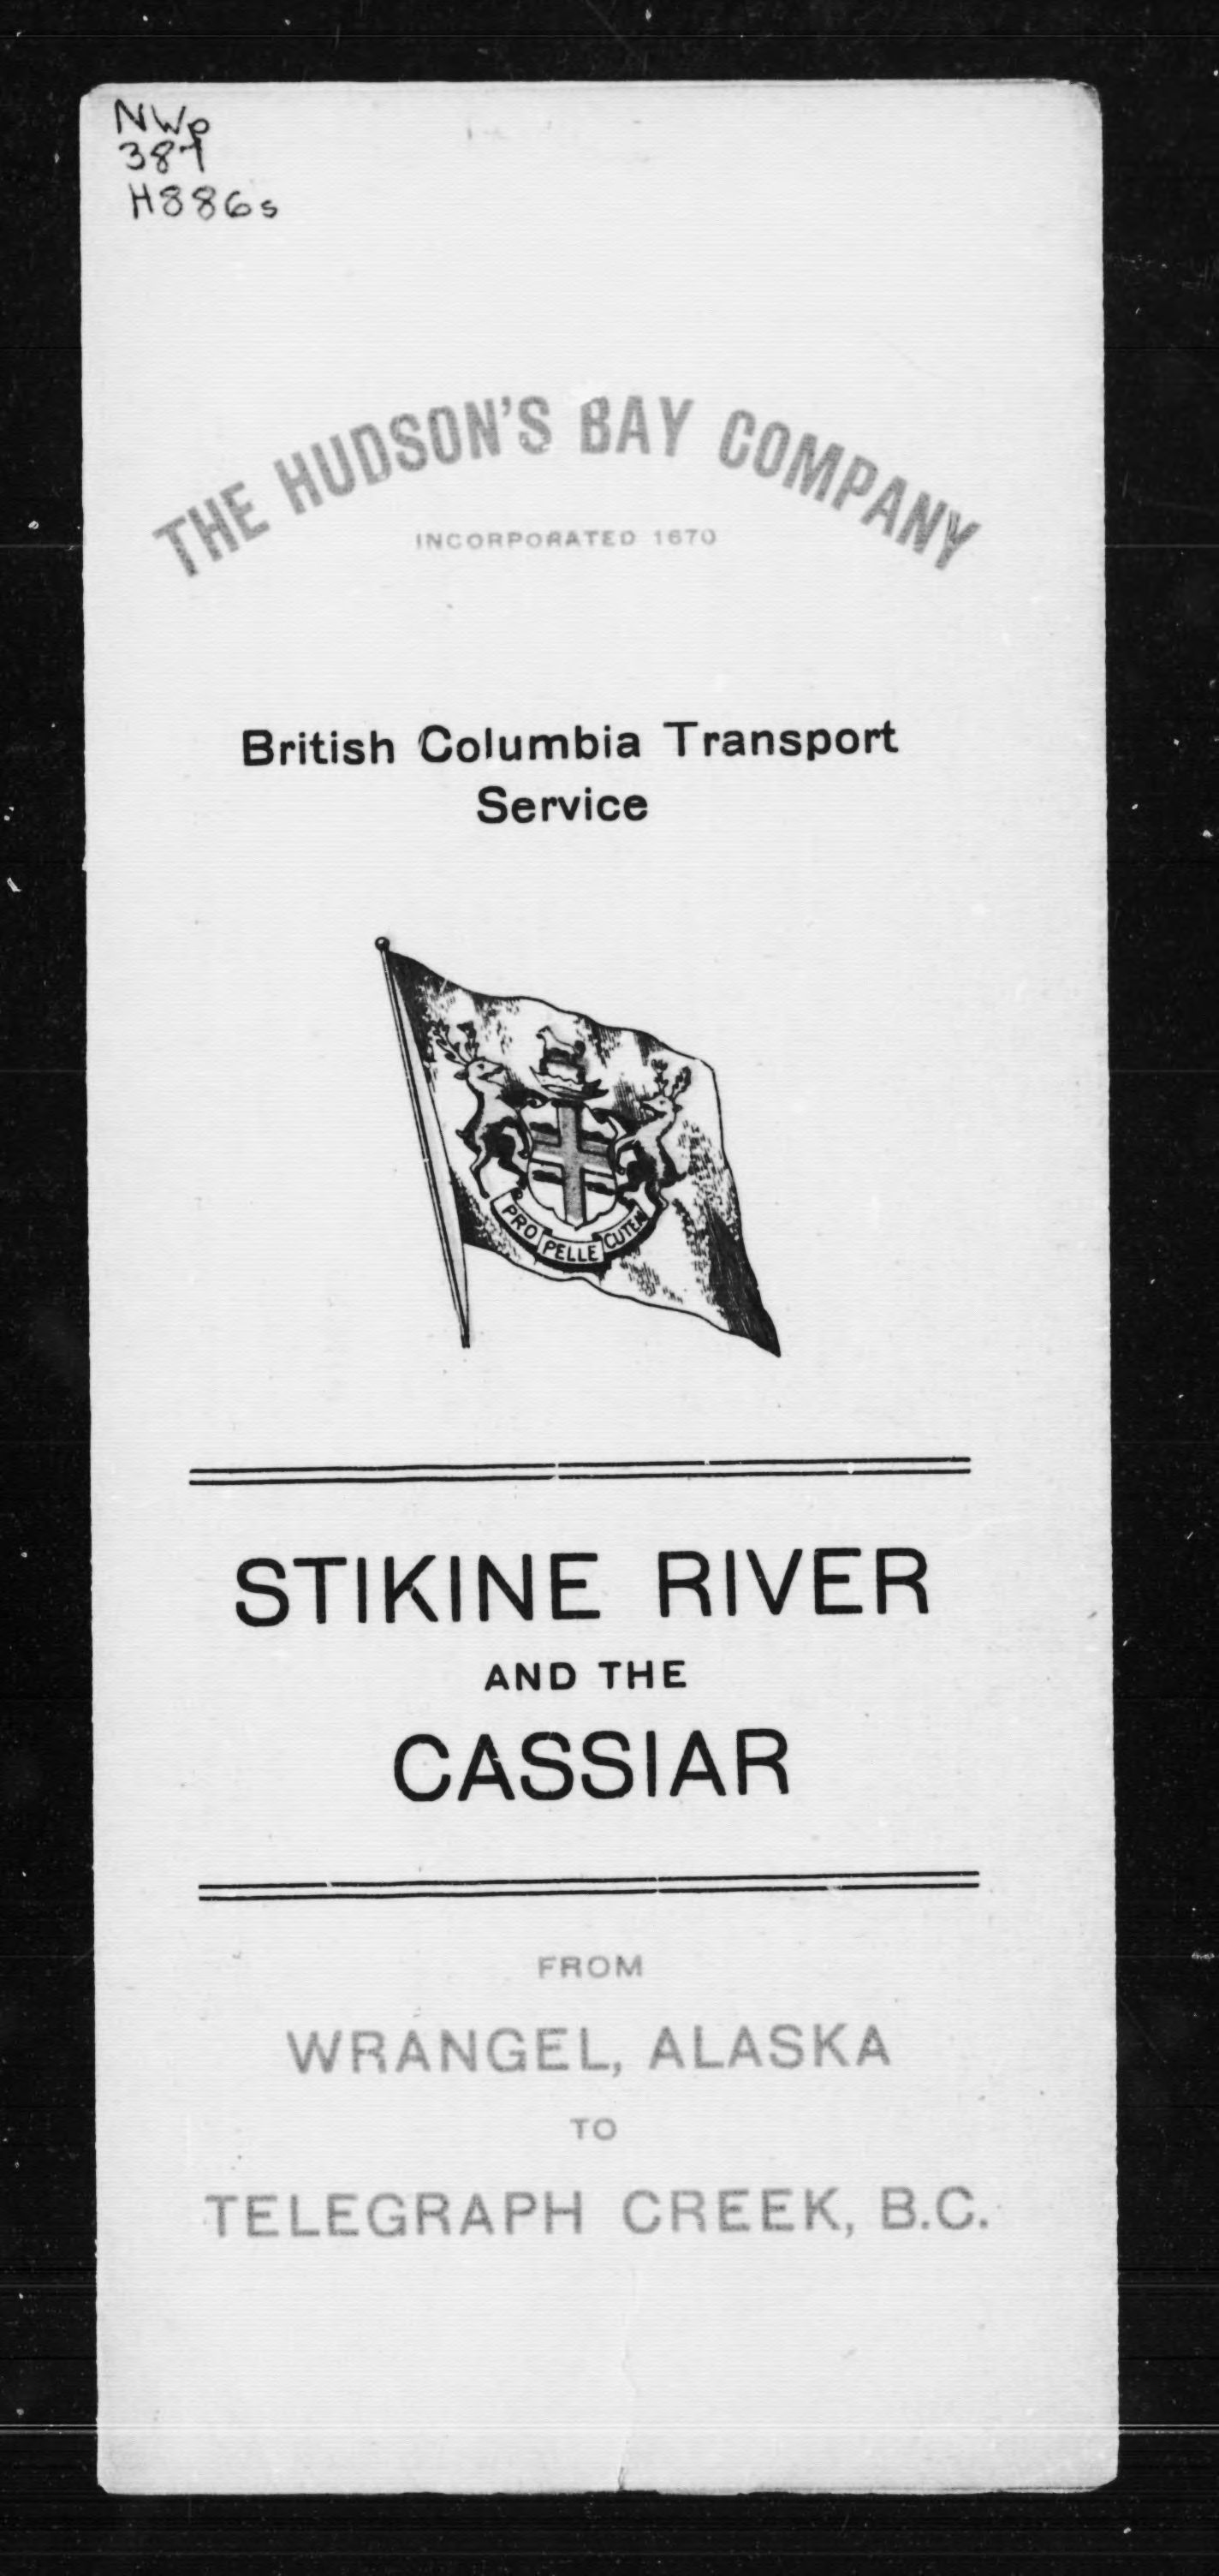 NWp
387
H886s
THE HUDSON'S BAY COMPANY
INCORPORATED 1670
British Columbia Transport
Service
PRO PELLE CUTEM
STIKINE RIVER
AND THE
CASSIAR
FROM
WRANGEL, ALASKA
TO
TELEGRAPH CREEK, B.C.